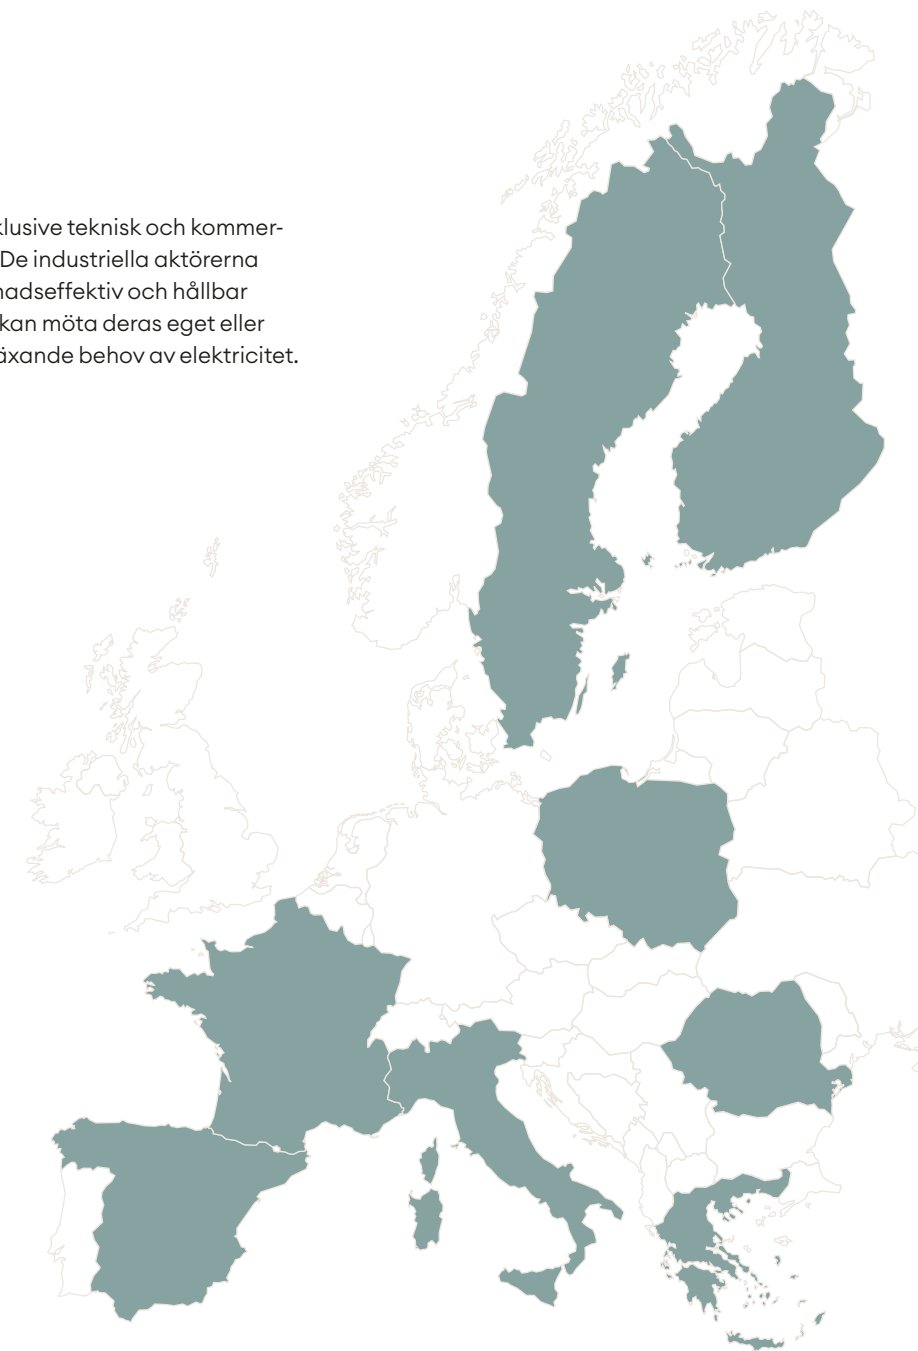 klusive teknisk och kommer-
De industriella aktörerna
nadseffektiv och hållbar
kan möta deras eget eller
äxande behov av elektricitet.